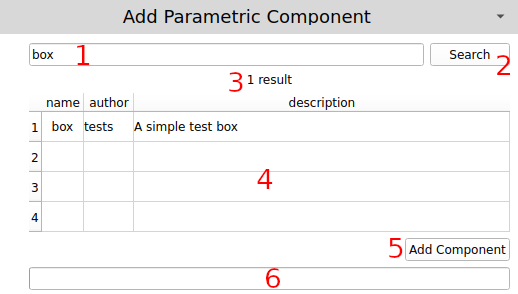 Add Parametric Component
box 1 Search 2
3 1 result
name author description
1 box tests A simple test box
2
3 4
4
5 Add Component
6